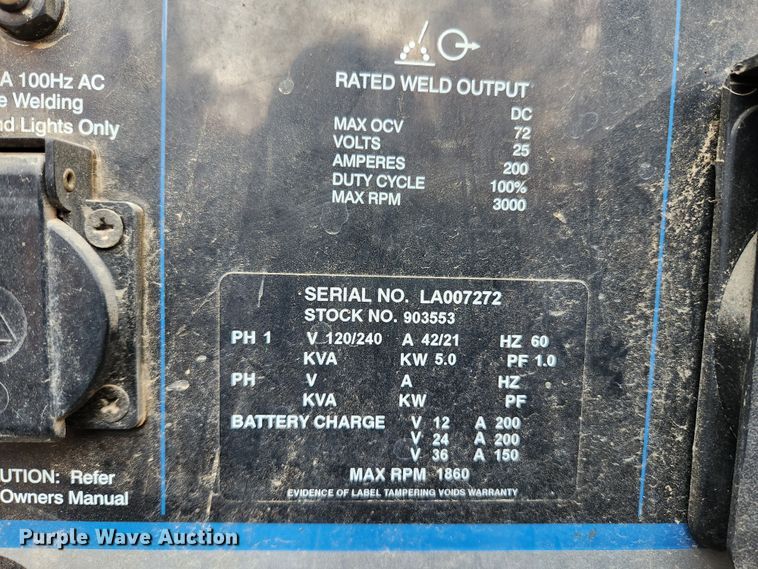 A 100Hz AC
Welding
Lights Only
RATED WELD OUTPUT
DC
MAX OCV 72
VOLTS 25
AMPERES 200
DUTY CYCLE 100%
MAX RPM 3000
SERIAL NO. LA007272
STOCK NO. 903553
PH 1 V 120/240 A 42/21 HZ 60
KVA KW 5.0 PF 1.0
PH V A HZ
KVA KW PF
BATTERY CHARGE V 12 A 200
V 24 A 200
V 36 A 150
MAX RPM 1860
EVIDENCE OF LABEL TAMPERING VOIDS WARRANTY
UTION: Refer
Owners Manual
Purple Wave Auction